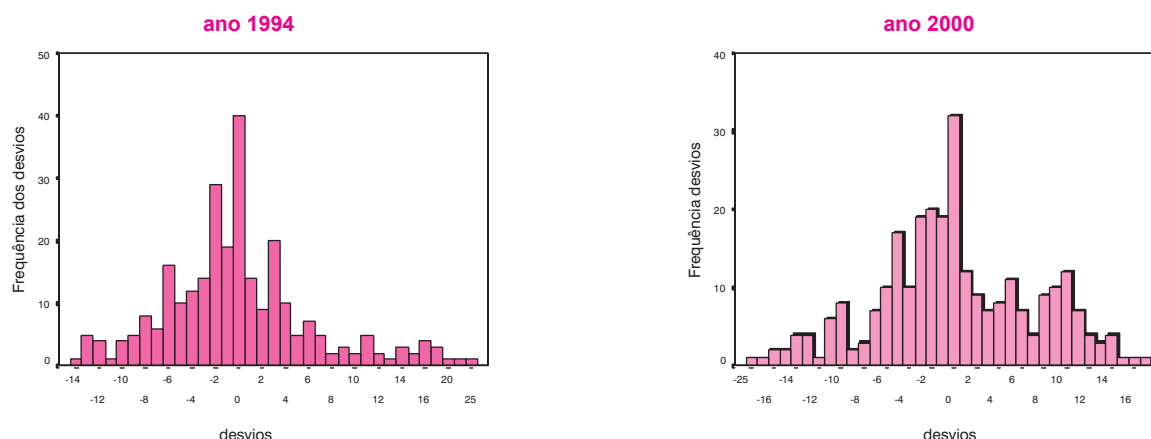 ano 1994
50
40
30
20
10
0
Frequência dos desvios
-14 -10 -6 -2 2 6 10 14 20
-12 -8 -4 0 4 8 12 16 25
desvios
ano 2000
40
30
20
10
0
Frequência desvios
-25 -14 -10 -6 -2 2 6 10 14
-16 -12 -8 -4 0 4 8 12 16
desvios